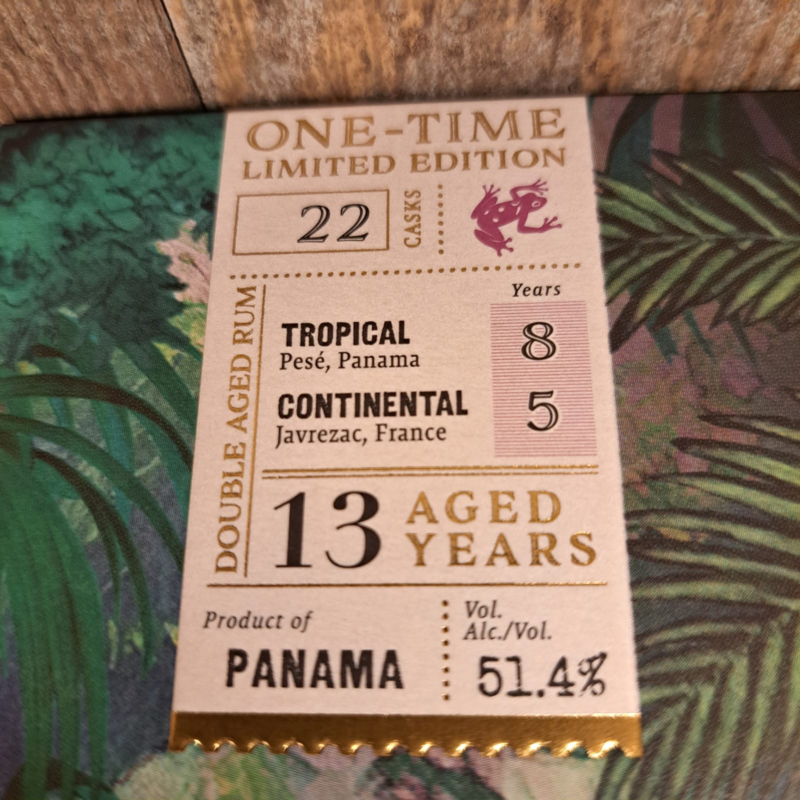 ONE-TIME
LIMITED EDITION
22
CASKS
DOUBLE AGED RUM
Years
TROPICAL
Pesé, Panama
8
CONTINENTAL
Javrezac, France
5
13 AGED
YEARS
Product of
PANAMA
Vol.
Alc./Vol.
51.4%